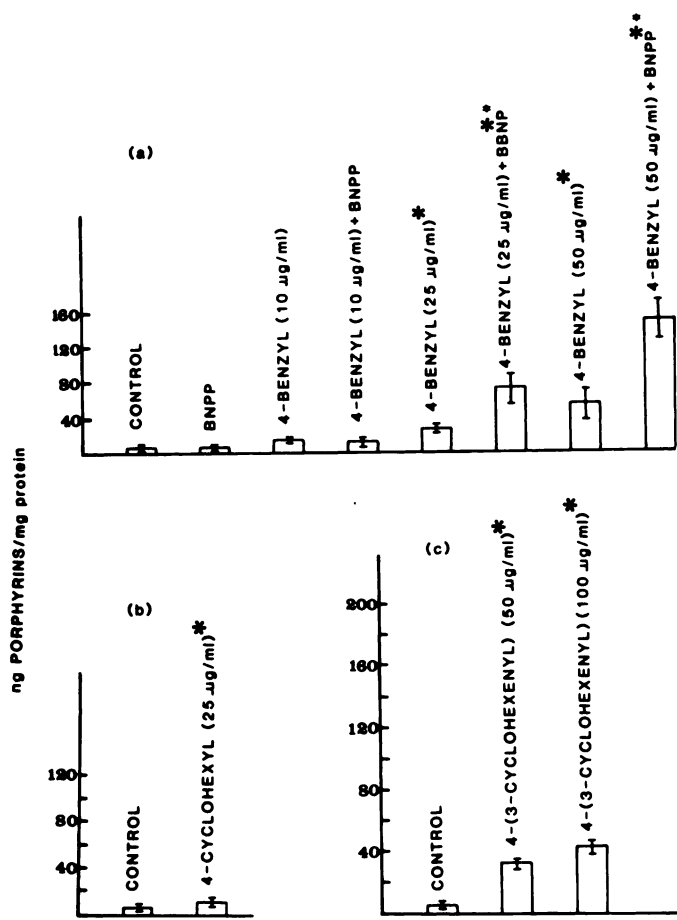 ng PORPHYRINS/mg protein
(a)
160
120
80
40
CONTROL
BNPP
4-BENZYL (10 µg/ml)
4-BENZYL (10 µg/ml)+BNPP
4-BENZYL (25 µg/ml)*
4-BENZYL (25 µg/ml)+BBNP**
4-BENZYL (50 µg/ml)*
4-BENZYL (50 µg/ml)+BNPP**
(b)
120
80
40
CONTROL
4-CYCLOHEXYL (25 µg/ml)*
(c)
200
160
120
80
40
CONTROL
4-(3-CYCLOHEXENYL) (50 µg/ml)*
4-(3-CYCLOHEXENYL) (100 µg/ml)*